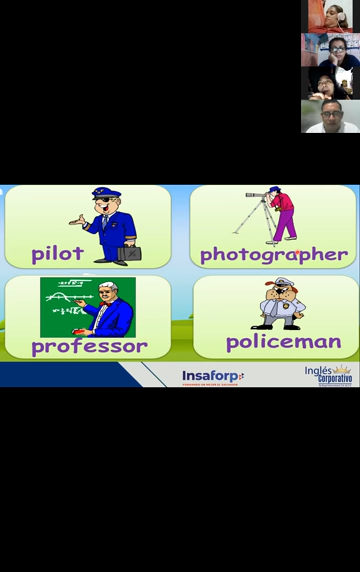 pilot
photographer
professor
policeman
Insaforp
Inglés
Corporativo